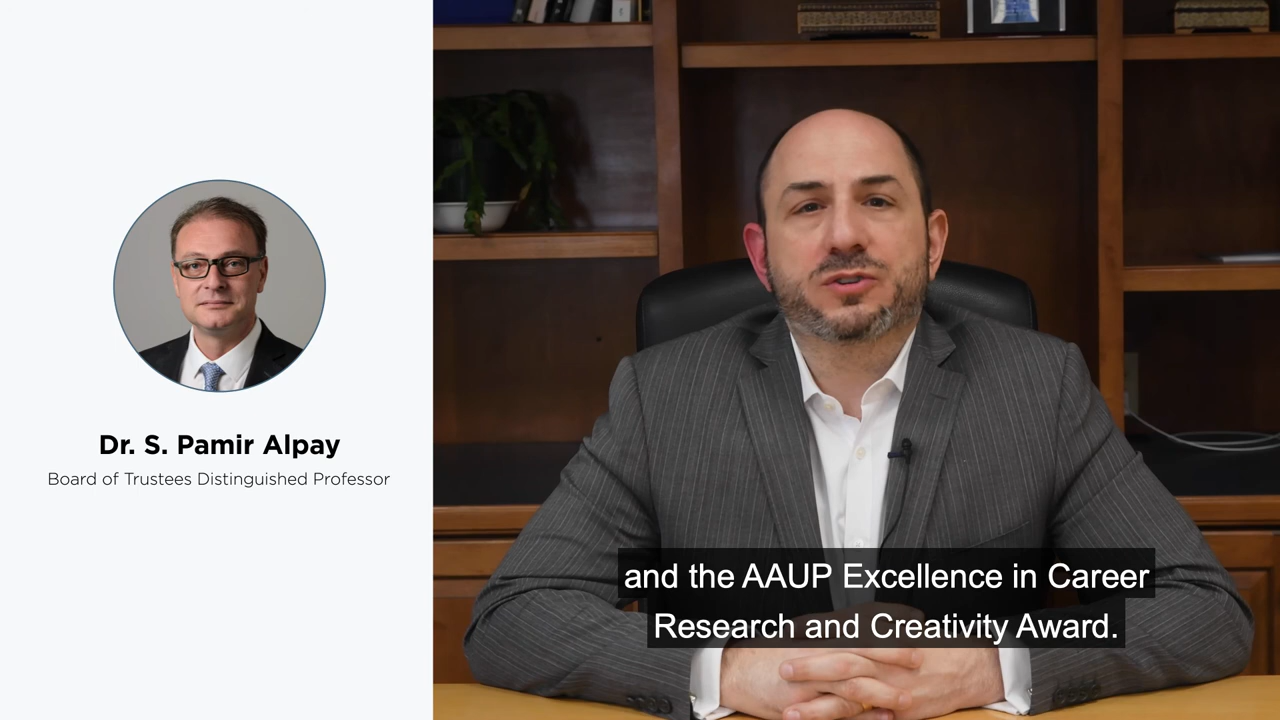 Dr. S. Pamir Alpay
Board of Trustees Distinguished Professor
and the AAUP Excellence in Career
Research and Creativity Award.